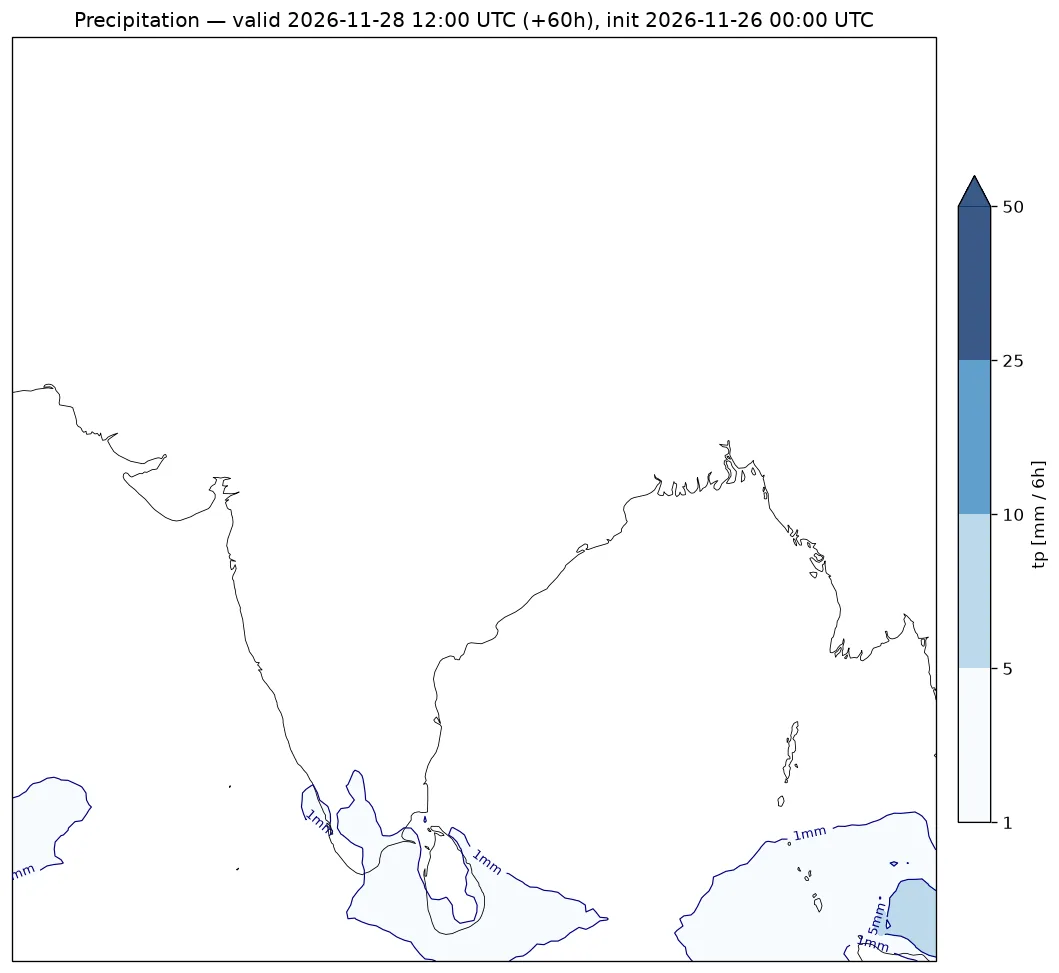 Precipitation — valid 2026-11-28 12:00 UTC (+60h), init 2026-11-26 00:00 UTC
50
25
10
5
1
tp [mm / 6h]
1mm
1mm
1mm
mm
5mm
1mm